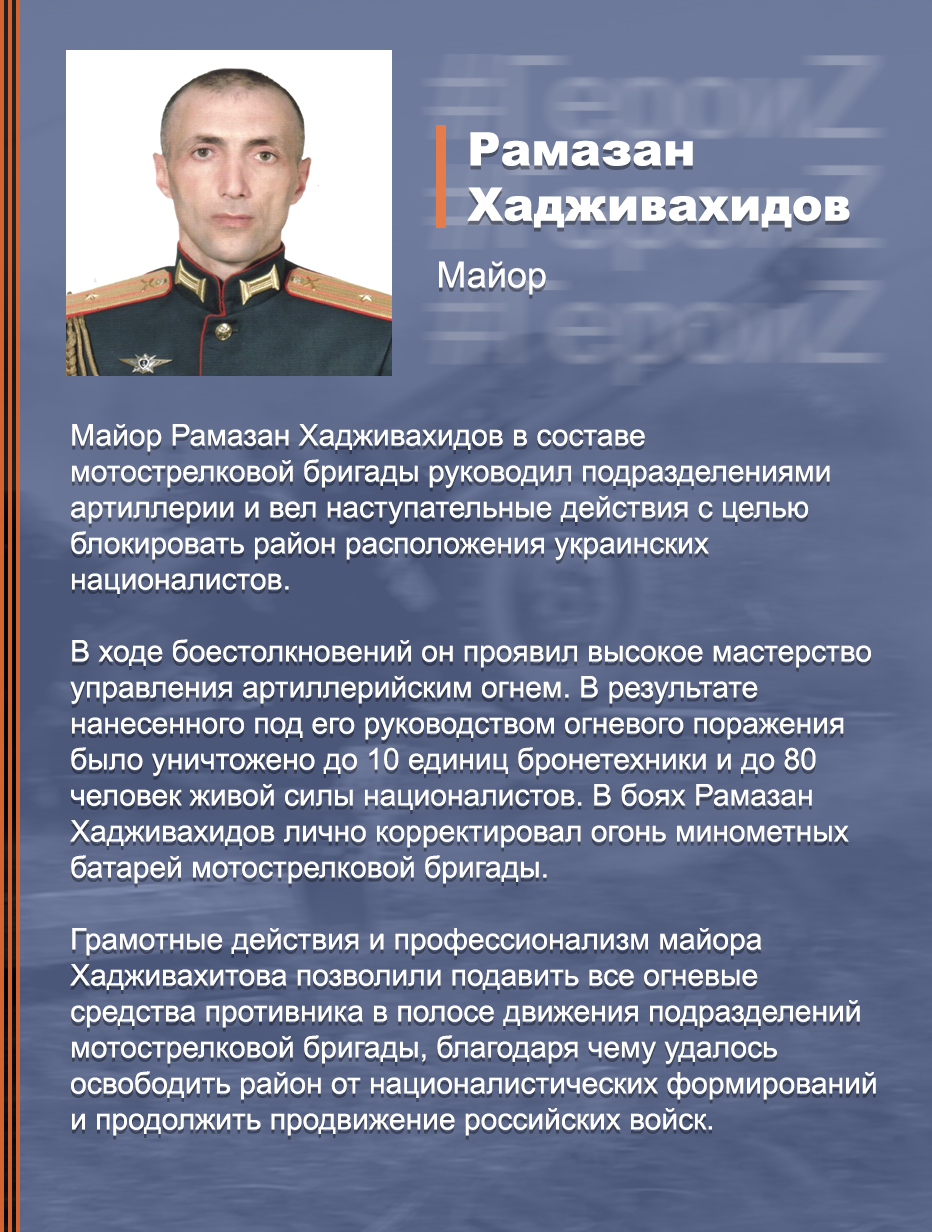 #ГероиZ
Рамазан
#ГероиZ
Хадживахидов
Майор
#ГероиZ
Майор Рамазан Хадживахидов в составе
мотострелковой бригады руководил подразделениями
артиллерии и вел наступательные действия с целью
блокировать район расположения украинских
националистов.
В ходе боестолкновений он проявил высокое мастерство
управления артиллерийским огнем. В результате
нанесенного под его руководством огневого поражения
было уничтожено до 10 единиц бронетехники и до 80
человек живой силы националистов. В боях Рамазан
Хадживахидов лично корректировал огонь минометных
батарей мотострелковой бригады.
Грамотные действия и профессионализм майора
Хадживахитова позволили подавить все огневые
средства противника в полосе движения подразделений
мотострелковой бригады, благодаря чему удалось
освободить район от националистических формирований
и продолжить продвижение российских войск.